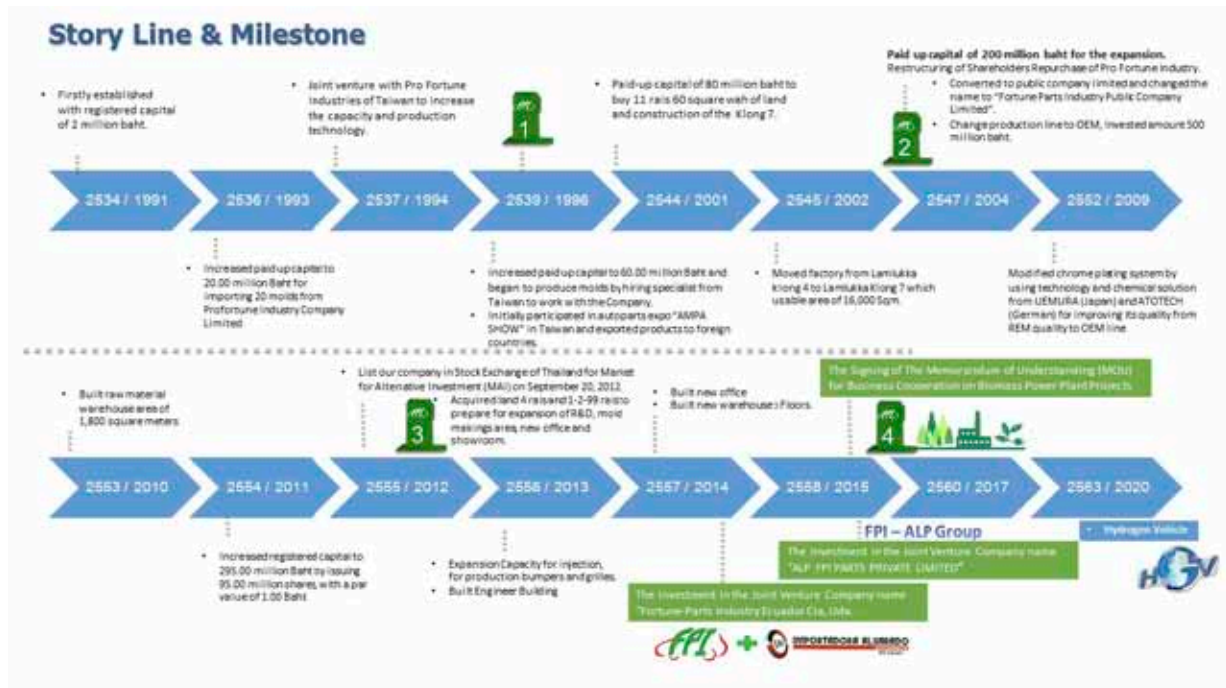 Story Line & Milestone
• Firstly established
with registered capital
of 2 million baht.
• Joint venture with Pro Fortune
Industries of Taiwan to increase
the capacity and production
technology.
1
• Paid-up capital of 80 million baht to
buy 11 rais 60 square wah of land
and construction of the Klong 7.
2
Paid up capital of 200 million baht for the expansion.
Restructuring of Shareholders Repurchase of Pro Fortune Industry.
• Converted to public company limited and changed the
name to "Fortune Parts Industry Public Company
Limited".
• Change production line to OEM, Invested amount 500
million baht.
2534 / 1991
2536 / 1993
2537 / 1994
2539 / 1996
2544 / 2001
2545 / 2002
2547 / 2004
2552 / 2009
• Increased paid up capital to
20.00 million Baht for
importing 20 molds from
Profortune Industry Company
Limited
• Increased paid up capital to 60.00 million Baht and
began to produce molds by hiring specialist from
Taiwan to work with the Company.
• Initially participated in autoparts expo "AMPA
SHOW" in Taiwan and exported products to foreign
countries.
• Moved factory from Lamlukka
klong 4 to Lamlukka Klong 7 which
usable area of 16,000 Sqm.
Modified chrome plating system by
using technology and chemical solution
from UEMURA (Japan) and ATOTECH
(German) for improving its quality from
REM quality to OEM line.
• Built raw material
warehouse area of
1,800 square meters
• List our company in Stock Exchange of Thailand for Market
for Alternative Investment (MAI) on September 20, 2012
• Acquired land 4 rais and 1-2-99 rais to
prepare for expansion of R&D, mold
makings area, new office and
showroom.
3
• Built new office
• Built new warehouse Floors.
The Signing of The Memorandum of Understanding (MOU)
for Business Cooperation on Biomass Power Plant Projects
4
2553 / 2010
2554 / 2011
2555 / 2012
2556 / 2013
2557 / 2014
2558 / 2015
2560 / 2017
2563 / 2020
• Increased registered capital to
295.00 million Baht by issuing
95.00 million shares, with a par
value of 1.00 Baht
• Expansion Capacity for injection,
for production bumpers and grilles.
• Built Engineer Building
FPI – ALP Group
The Investment in the Joint Venture Company name
"ALP FPI PARTS PRIVATE LIMITED"
The Investment in the Joint Venture Company name
"Fortune-Parts Industry Ecuador Cia, Ltda.
• Hydrogen Vehicle
HGV
FPI + IMPORTADORA ALVARADO